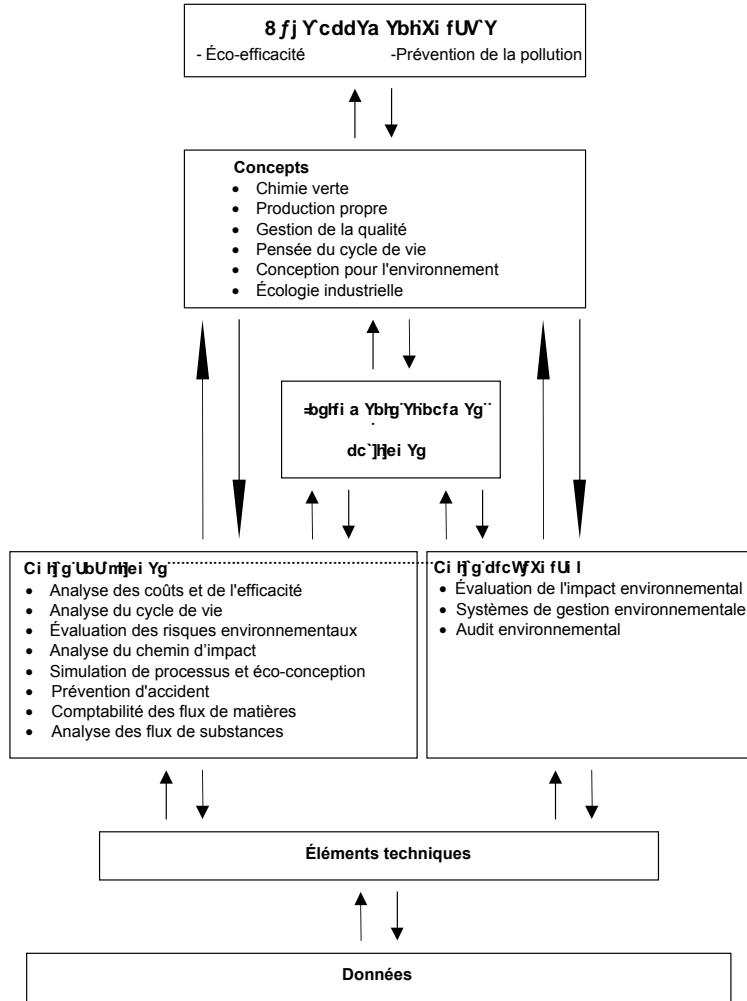 - Éco-efficacité -Prévention de la pollution
Concepts
• Chimie verte
• Production propre
• Gestion de la qualité
• Pensée du cycle de vie
• Conception pour l'environnement
• Écologie industrielle
• Analyse des coûts et de l'efficacité
• Analyse du cycle de vie
• Évaluation des risques environnementaux
• Analyse du chemin d’impact
• Simulation de processus et éco-conception
• Prévention d'accident
• Comptabilité des flux de matières
• Analyse des flux de substances
• Évaluation de l'impact environnemental
• Systèmes de gestion environnementale
• Audit environnemental
Éléments techniques
Données